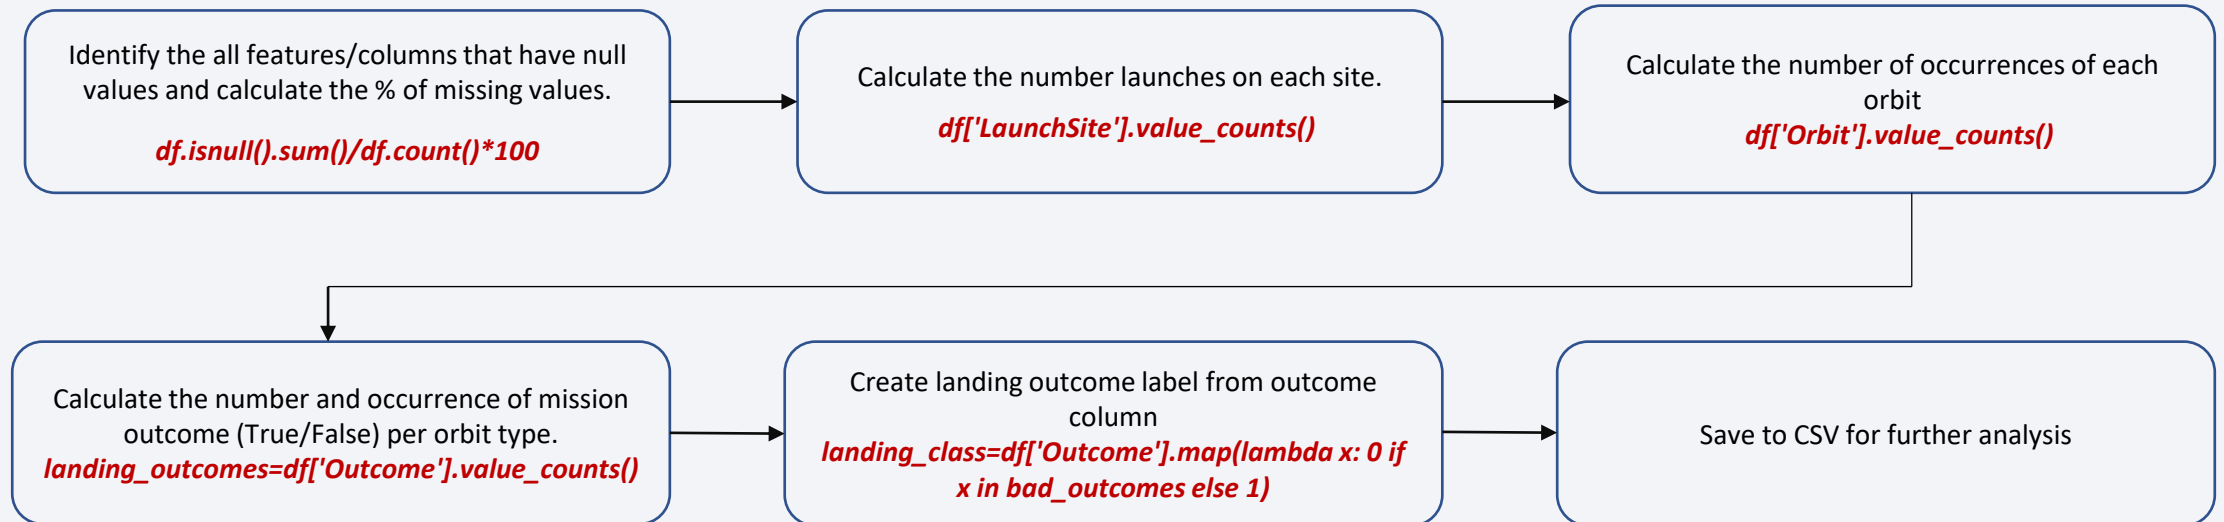 Identify the all features/columns that have null
values and calculate the % of missing values.
df.isnull().sum()/df.count()*100
Calculate the number launches on each site.
df['LaunchSite'].value_counts()
Calculate the number of occurrences of each
orbit
df['Orbit'].value_counts()
Calculate the number and occurrence of mission
outcome (True/False) per orbit type.
landing_outcomes=df['Outcome'].value_counts()
Create landing outcome label from outcome
column
landing_class=df['Outcome'].map(lambda x: 0 if
x in bad_outcomes else 1)
Save to CSV for further analysis